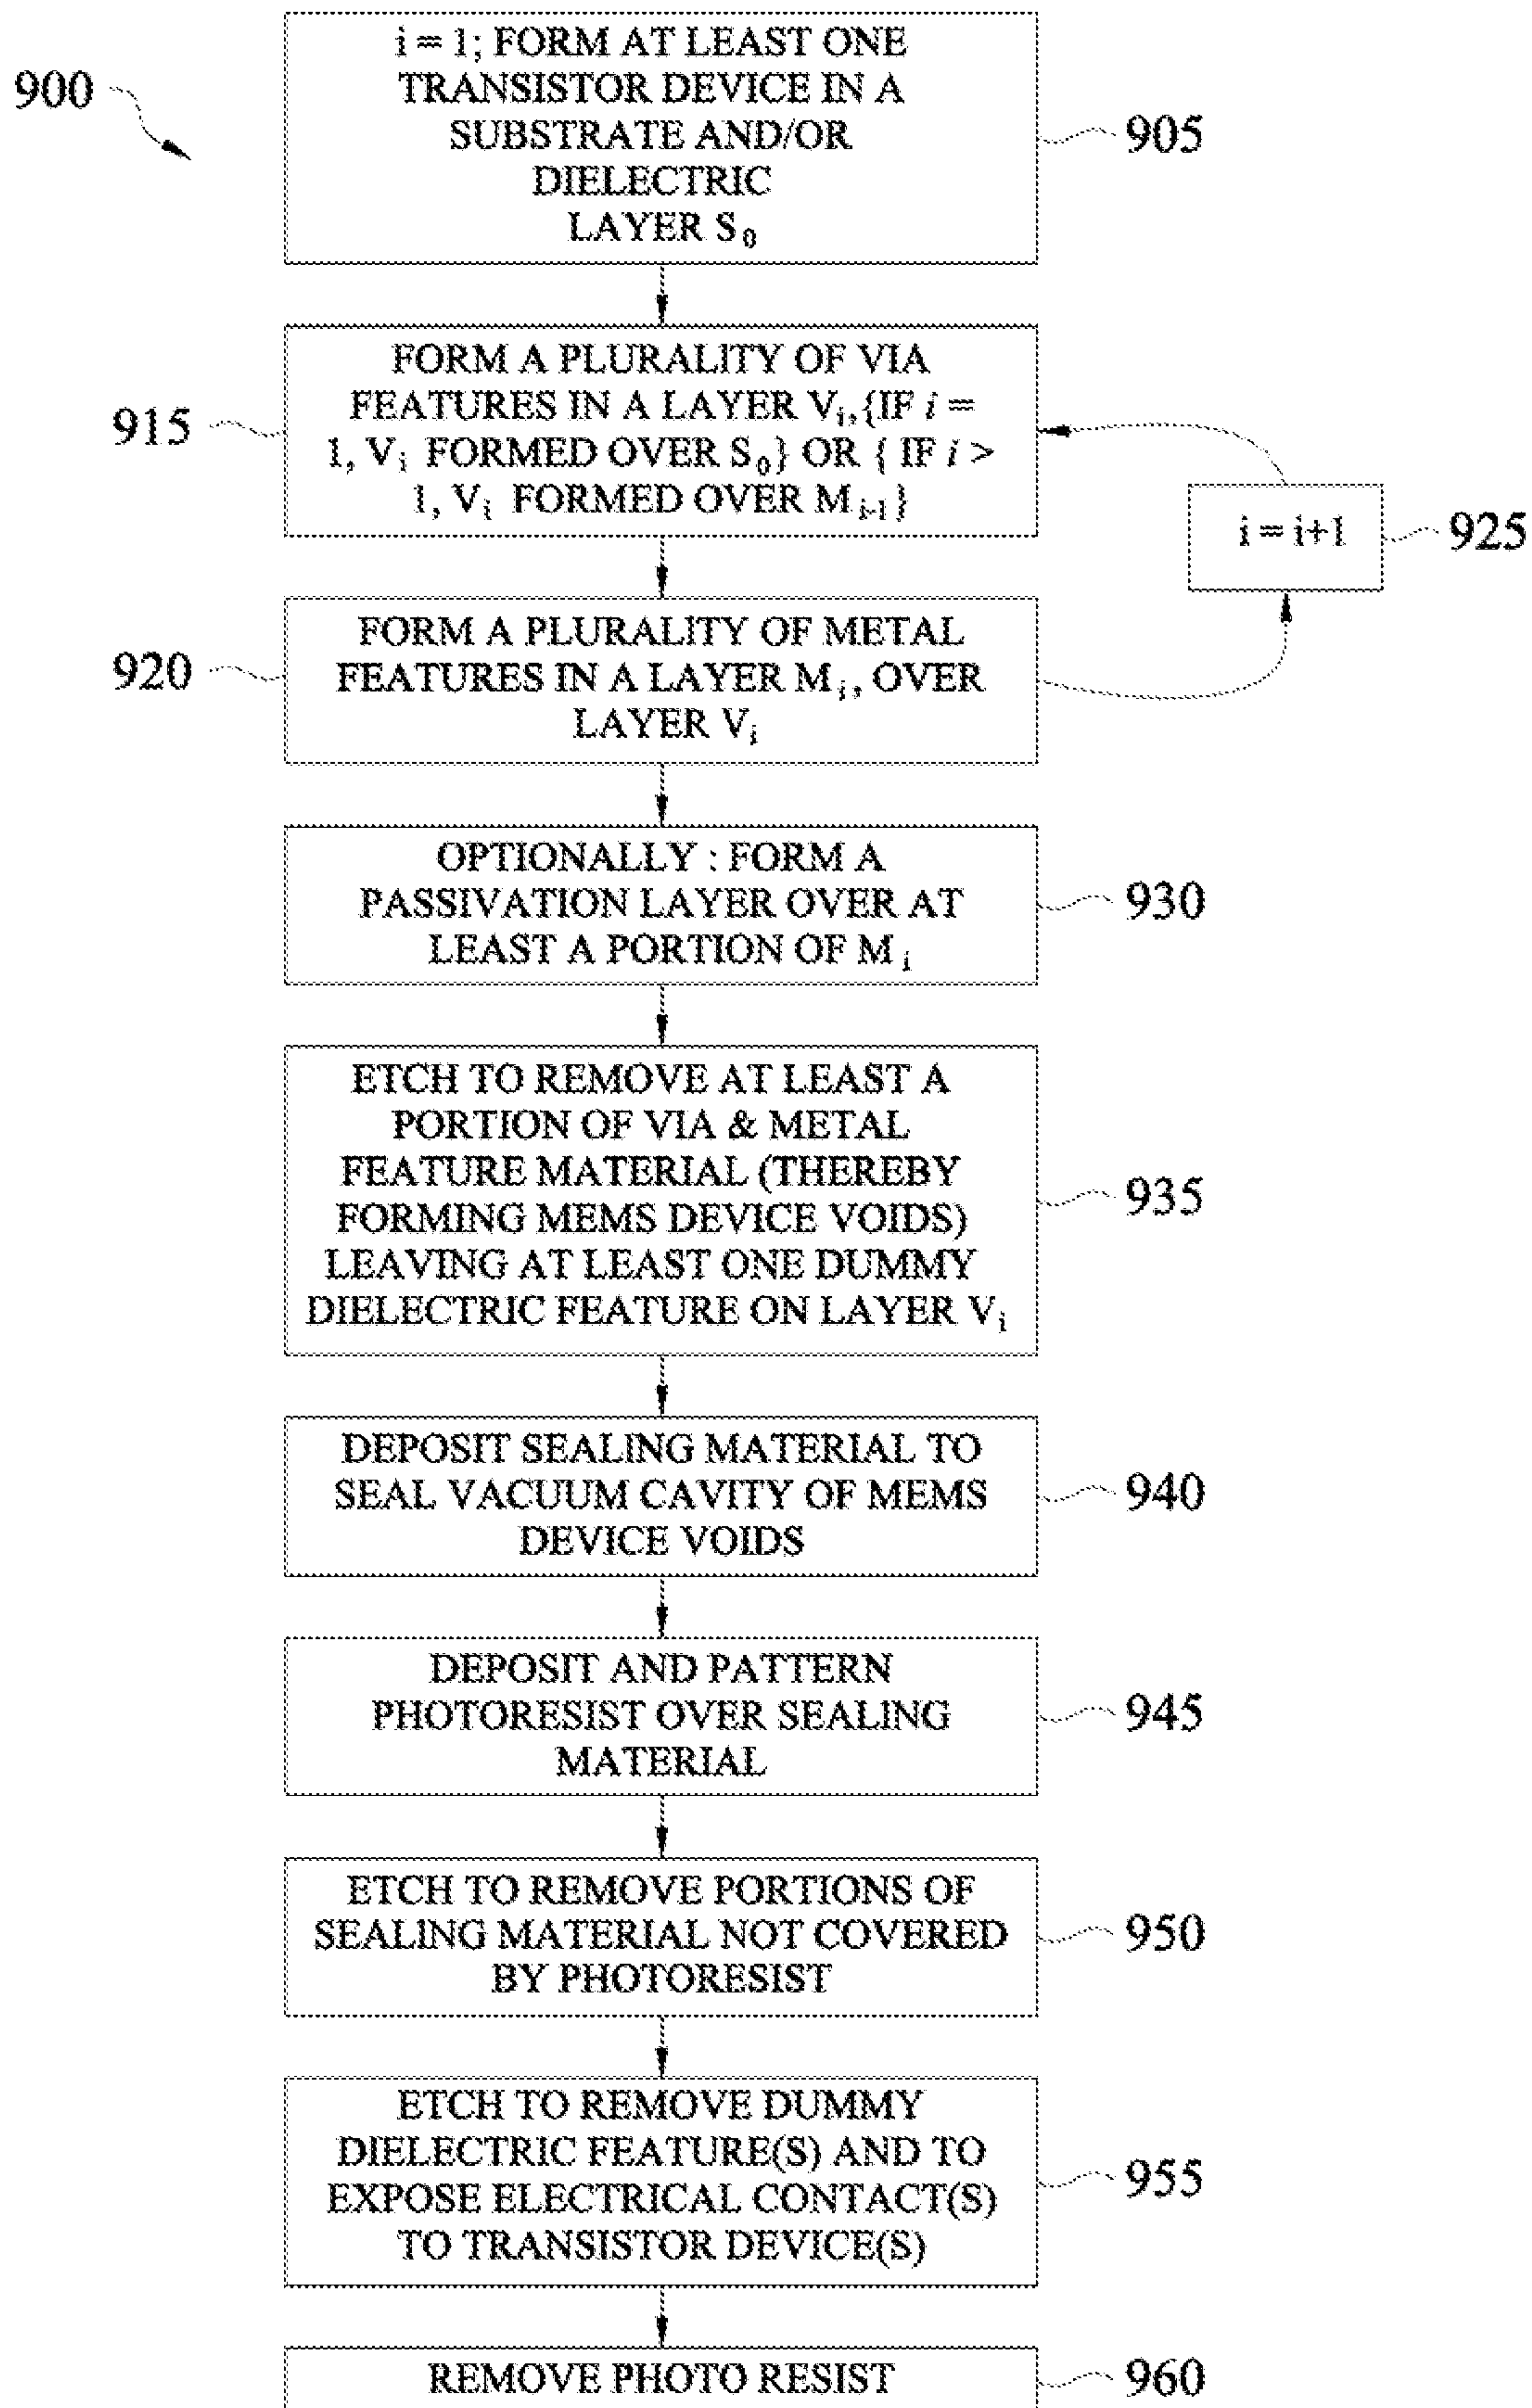 900
i = 1; FORM AT LEAST ONE
TRANSISTOR DEVICE IN A
SUBSTRATE AND/OR
DIELECTRIC
LAYER S₀
905
FORM A PLURALITY OF VIA
FEATURES IN A LAYER Vᵢ,{IF i =
1, Vᵢ FORMED OVER S₀} OR { IF i >
1, Vᵢ FORMED OVER Mᵢ₋₁}
915
i = i+1
925
FORM A PLURALITY OF METAL
FEATURES IN A LAYER Mᵢ, OVER
LAYER Vᵢ
920
OPTIONALLY : FORM A
PASSIVATION LAYER OVER AT
LEAST A PORTION OF Mᵢ
930
ETCH TO REMOVE AT LEAST A
PORTION OF VIA & METAL
FEATURE MATERIAL (THEREBY
FORMING MEMS DEVICE VOIDS)
LEAVING AT LEAST ONE DUMMY
DIELECTRIC FEATURE ON LAYER Vᵢ
935
DEPOSIT SEALING MATERIAL TO
SEAL VACUUM CAVITY OF MEMS
DEVICE VOIDS
940
DEPOSIT AND PATTERN
PHOTORESIST OVER SEALING
MATERIAL
945
ETCH TO REMOVE PORTIONS OF
SEALING MATERIAL NOT COVERED
BY PHOTORESIST
950
ETCH TO REMOVE DUMMY
DIELECTRIC FEATURE(S) AND TO
EXPOSE ELECTRICAL CONTACT(S)
TO TRANSISTOR DEVICE(S)
955
REMOVE PHOTO RESIST
960